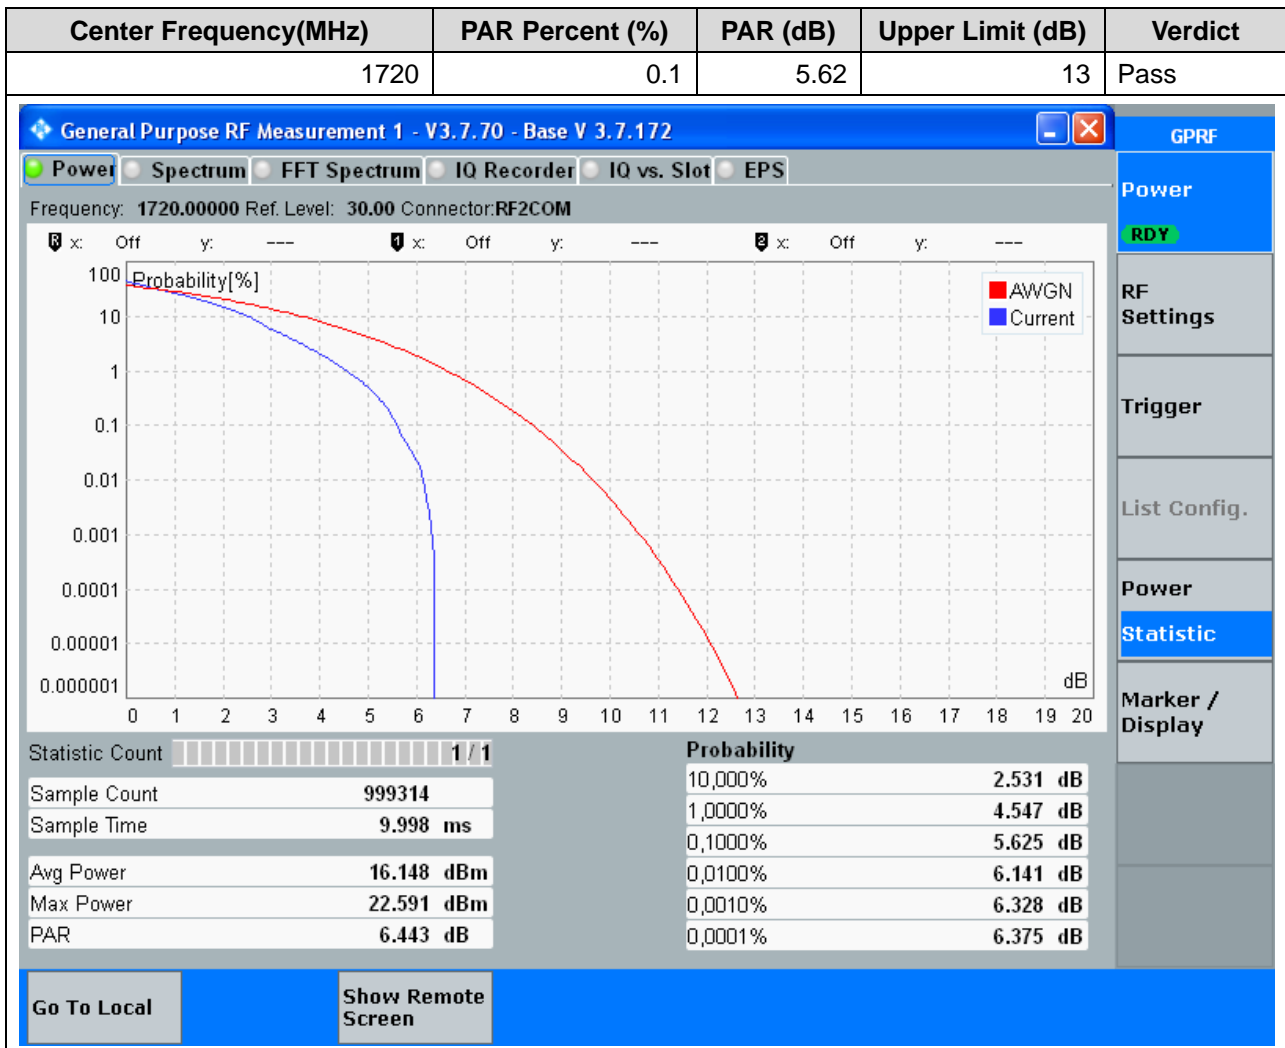 Center Frequency(MHz) PAR Percent (%) PAR (dB) Upper Limit (dB) Verdict
1720 0.1 5.62 13 Pass
General Purpose RF Measurement 1 - V3.7.70 - Base V 3.7.172
GPRF
Power Spectrum FFT Spectrum IQ Recorder IQ vs. Slot EPS
Power
RDY
Frequency: 1720.00000 Ref. Level: 30.00 Connector:RF2COM
R x: Off y: --- 1 x: Off y: --- 2 x: Off y: ---
Probability[%]
AWGN
Current
100
10
1
0.1
0.01
0.001
0.0001
0.00001
0.000001
dB
0 1 2 3 4 5 6 7 8 9 10 11 12 13 14 15 16 17 18 19 20
RF
Settings
Trigger
List Config.
Power
Statistic
Marker /
Display
Statistic Count 1 / 1
Sample Count 999314
Sample Time 9.998 ms
Avg Power 16.148 dBm
Max Power 22.591 dBm
PAR 6.443 dB
Probability
10,000% 2.531 dB
1,0000% 4.547 dB
0,1000% 5.625 dB
0,0100% 6.141 dB
0,0010% 6.328 dB
0,0001% 6.375 dB
Go To Local
Show Remote
Screen